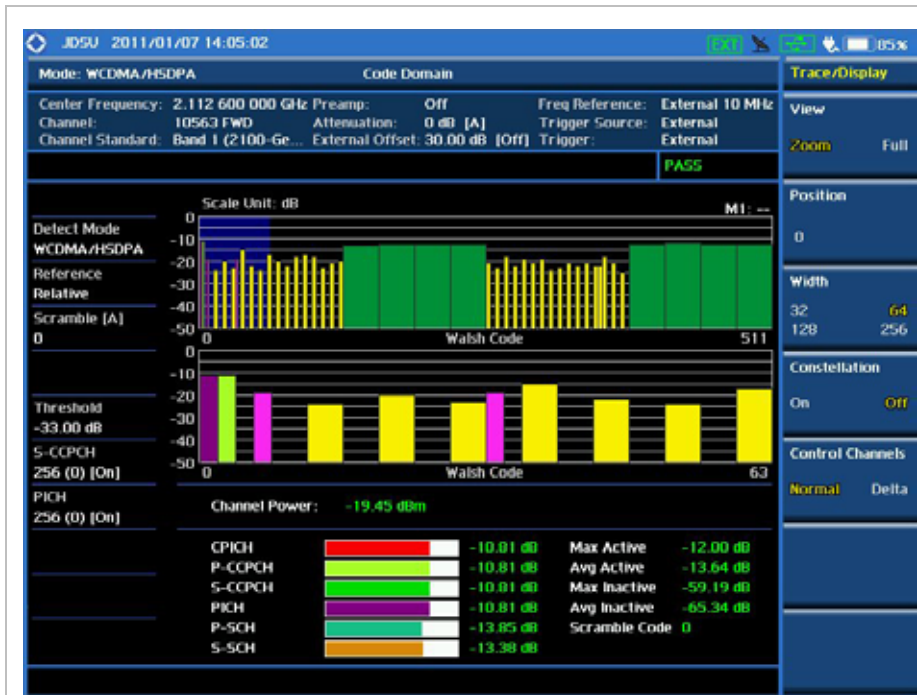 JDSU 2011/01/07 14:05:02 EXT 85%
Mode: WCDMA/HSDPA Code Domain Trace/Display
Center Frequency: 2.112 600 000 GHz Preamp: Off Freq Reference: External 10 MHz
Channel: 10563 FWD Attenuation: 0 dB [A] Trigger Source: External
Channel Standard: Band 1 (2100-Ge... External Offset: 30.00 dB [Off] Trigger: External
PASS
View
Zoom Full
Position
0
Width
32 64
128 256
Constellation
On Off
Control Channels
Normal Delta
Detect Mode
WCDMA/HSDPA
Reference
Relative
Scramble [A]
0
Threshold
-33.00 dB
S-CCPCH
256 (0) [On]
PICH
256 (0) [On]
Scale Unit: dB M1: --
0
-10
-20
-30
-40
-50
0 Walsh Code 511
0
-10
-20
-30
-40
-50
0 Walsh Code 63
Channel Power: -19.45 dBm
CPICH -10.81 dB Max Active -12.00 dB
P-CCPCH -10.81 dB Avg Active -13.64 dB
S-CCPCH -10.81 dB Max Inactive -59.19 dB
PICH -10.81 dB Avg Inactive -65.34 dB
P-SCH -13.85 dB Scramble Code 0
S-SCH -13.38 dB